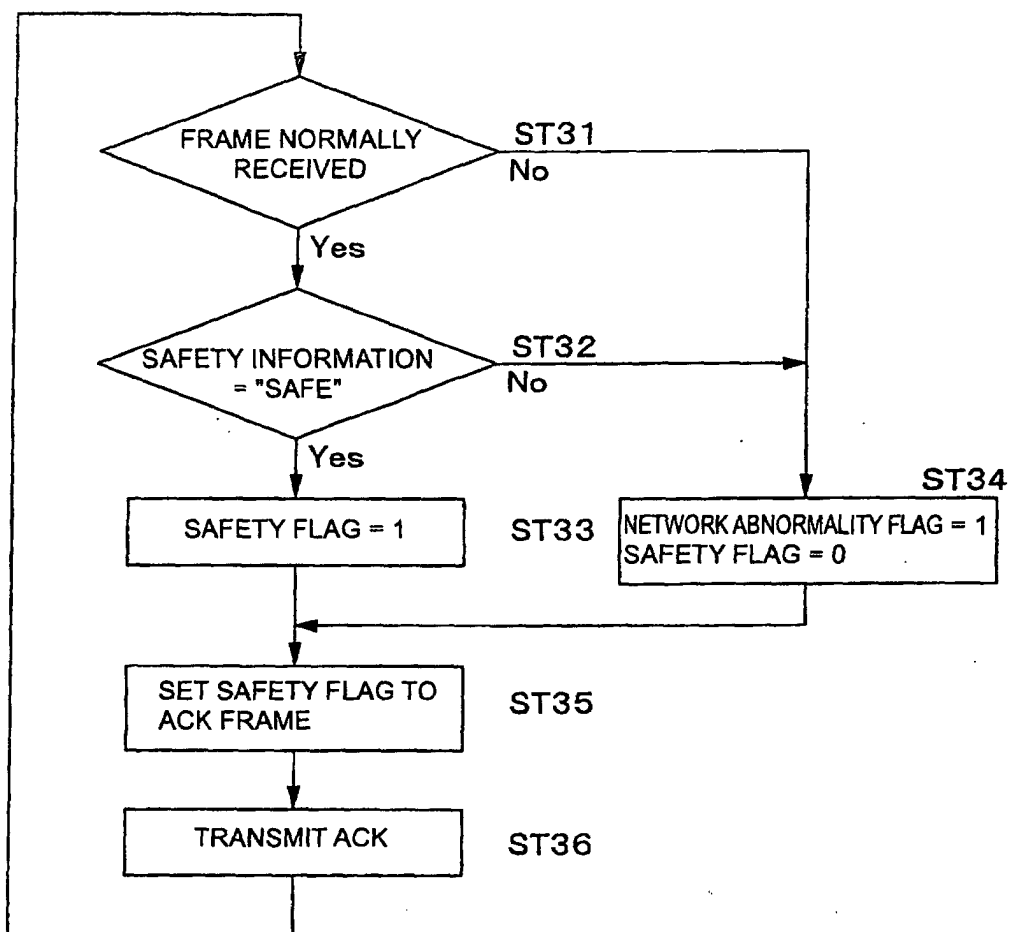 FRAME NORMALLY
RECEIVED
ST31
No
Yes
SAFETY INFORMATION
= "SAFE"
ST32
No
Yes
SAFETY FLAG = 1
ST33
ST34
NETWORK ABNORMALITY FLAG = 1
SAFETY FLAG = 0
SET SAFETY FLAG TO
ACK FRAME
ST35
TRANSMIT ACK
ST36